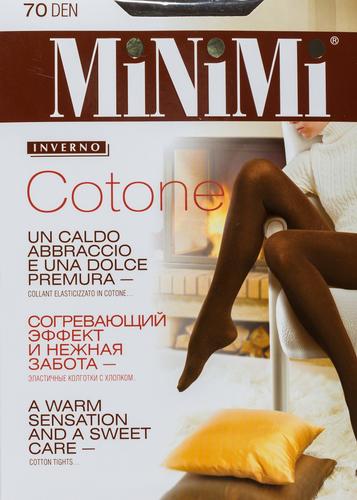 70 DEN
MiNiMi®
INVERNO
Cotone
UN CALDO
ABBRACCIO
E UNA DOLCE
PREMURA —
COLLANT ELASTICIZZATO IN COTONE...
СОГРЕВАЮЩИЙ
ЭФФЕКТ
И НЕЖНАЯ
ЗАБОТА —
ЭЛАСТИЧНЫЕ КОЛГОТКИ С ХЛОПКОМ...
A WARM
SENSATION
AND A SWEET
CARE —
COTTON TIGHTS...